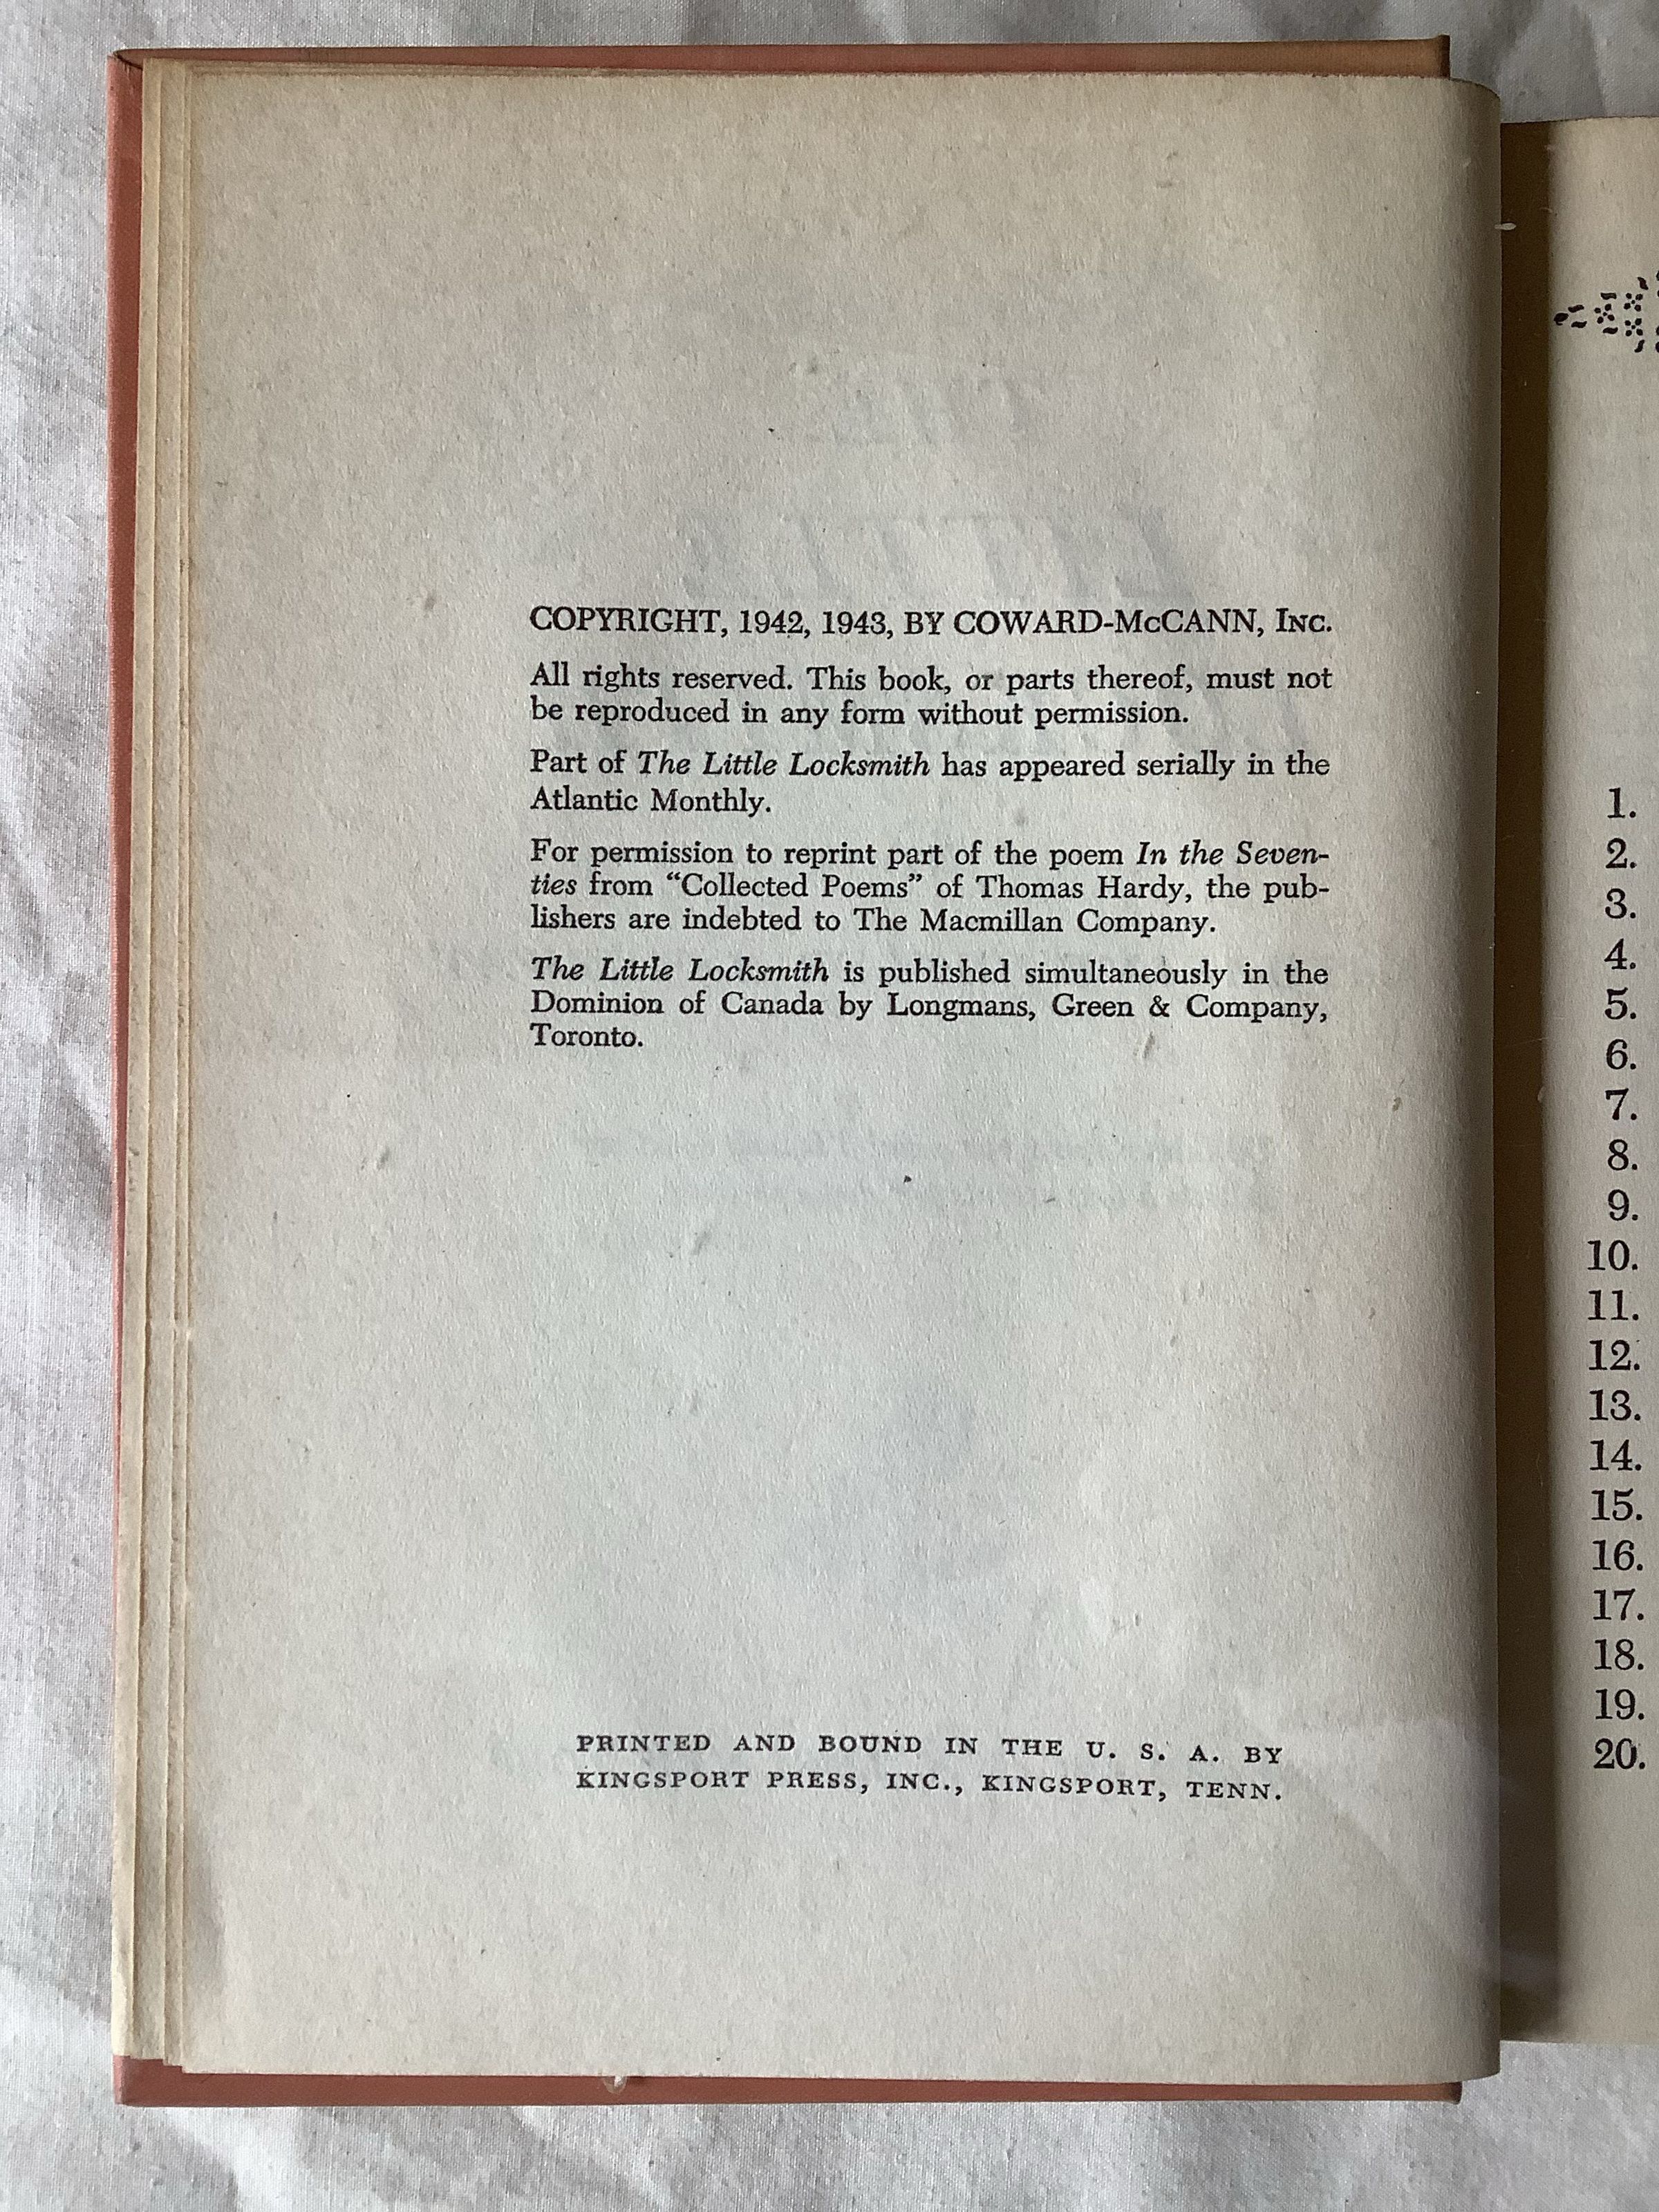 COPYRIGHT, 1942, 1943, BY COWARD-McCANN, INC.
All rights reserved. This book, or parts thereof, must not
be reproduced in any form without permission.
Part of The Little Locksmith has appeared serially in the
Atlantic Monthly.
For permission to reprint part of the poem In the Seven-
ties from “Collected Poems” of Thomas Hardy, the pub-
lishers are indebted to The Macmillan Company.
The Little Locksmith is published simultaneously in the
Dominion of Canada by Longmans, Green & Company,
Toronto.
PRINTED AND BOUND IN THE U. S. A. BY
KINGSPORT PRESS, INC., KINGSPORT, TENN.
1.
2.
3.
4.
5.
6.
7.
8.
9.
10.
11.
12.
13.
14.
15.
16.
17.
18.
19.
20.